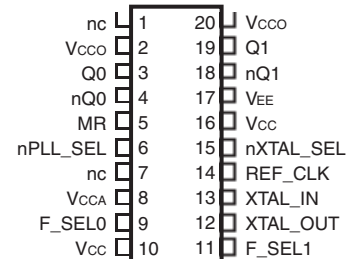 nc 1 20 VCCO
VCCO 2 19 Q1
Q0 3 18 nQ1
nQ0 4 17 VEE
MR 5 16 VCC
nPLL_SEL 6 15 nXTAL_SEL
nc 7 14 REF_CLK
VCCA 8 13 XTAL_IN
F_SEL0 9 12 XTAL_OUT
VCC 10 11 F_SEL1